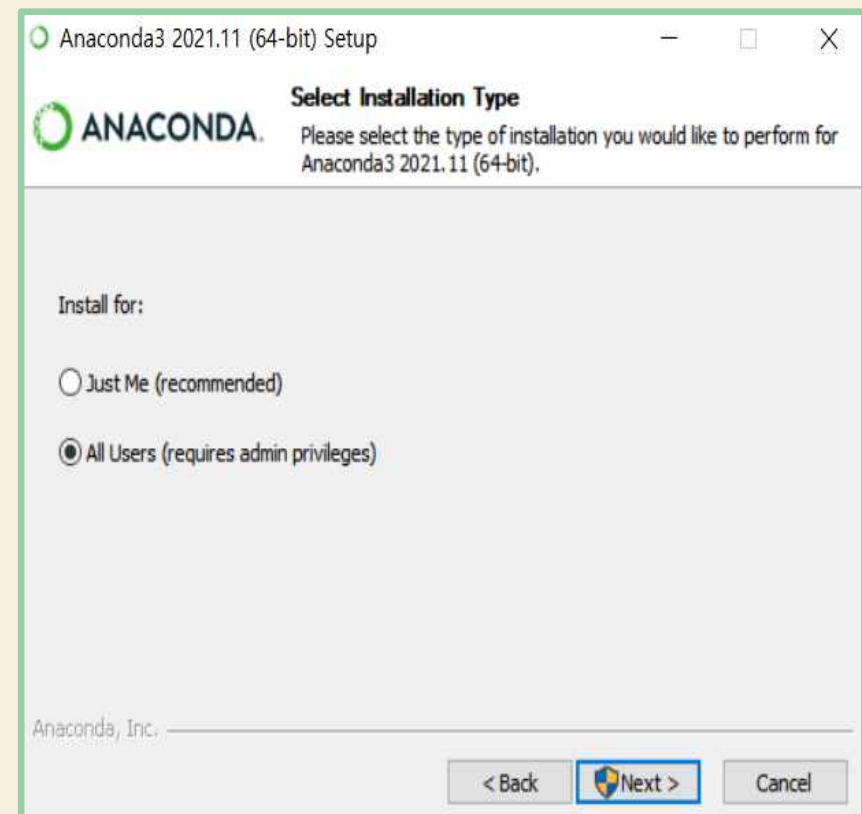 Anaconda3 2021.11 (64-bit) Setup
ANACONDA.
Select Installation Type
Please select the type of installation you would like to perform for
Anaconda3 2021.11 (64-bit).
Install for:
Just Me (recommended)
All Users (requires admin privileges)
Anaconda, Inc.
< Back
Next >
Cancel